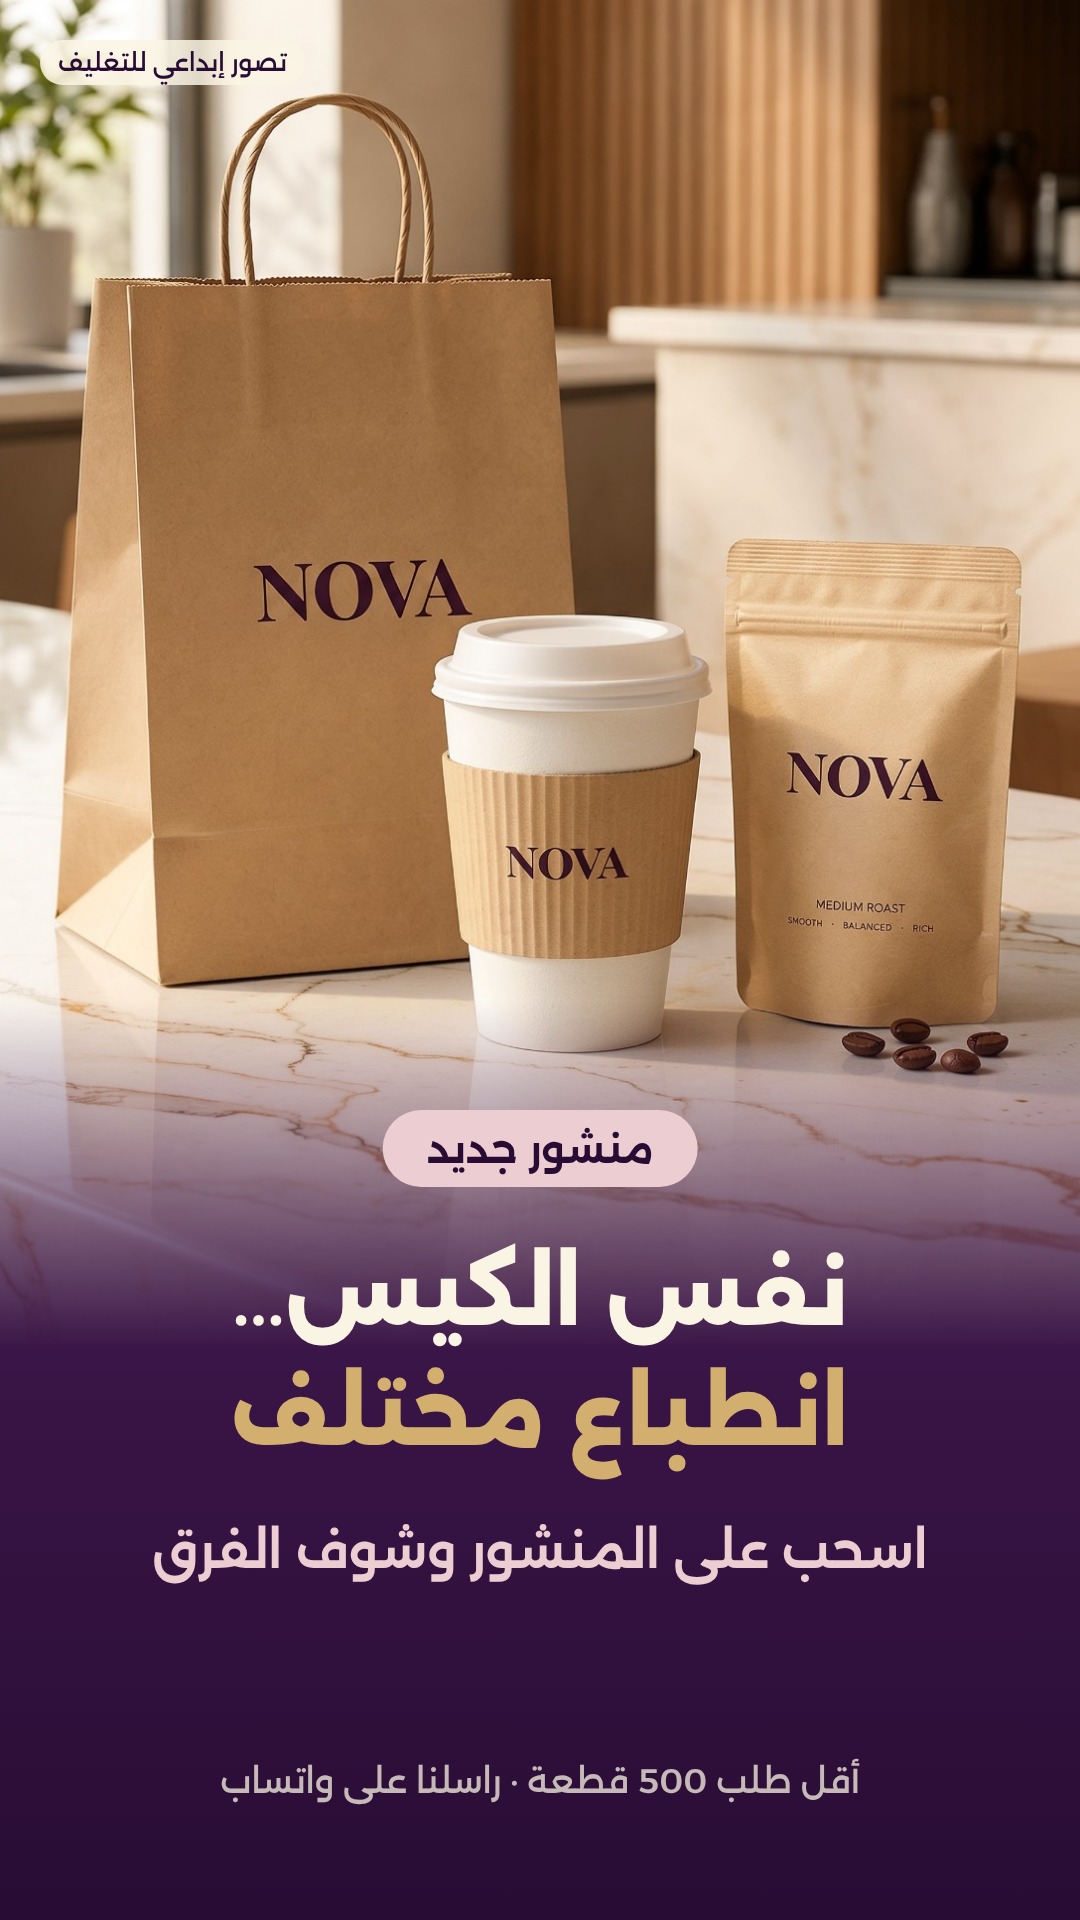 تصور إبداعي للتغليف
NOVA
NOVA
NOVA
MEDIUM ROAST
SMOOTH · BALANCED · RICH
منشور جديد
نفس الكيس...
انطباع مختلف
اسحب على المنشور وشوف الفرق
أقل طلب 500 قطعة · راسلنا على واتساب